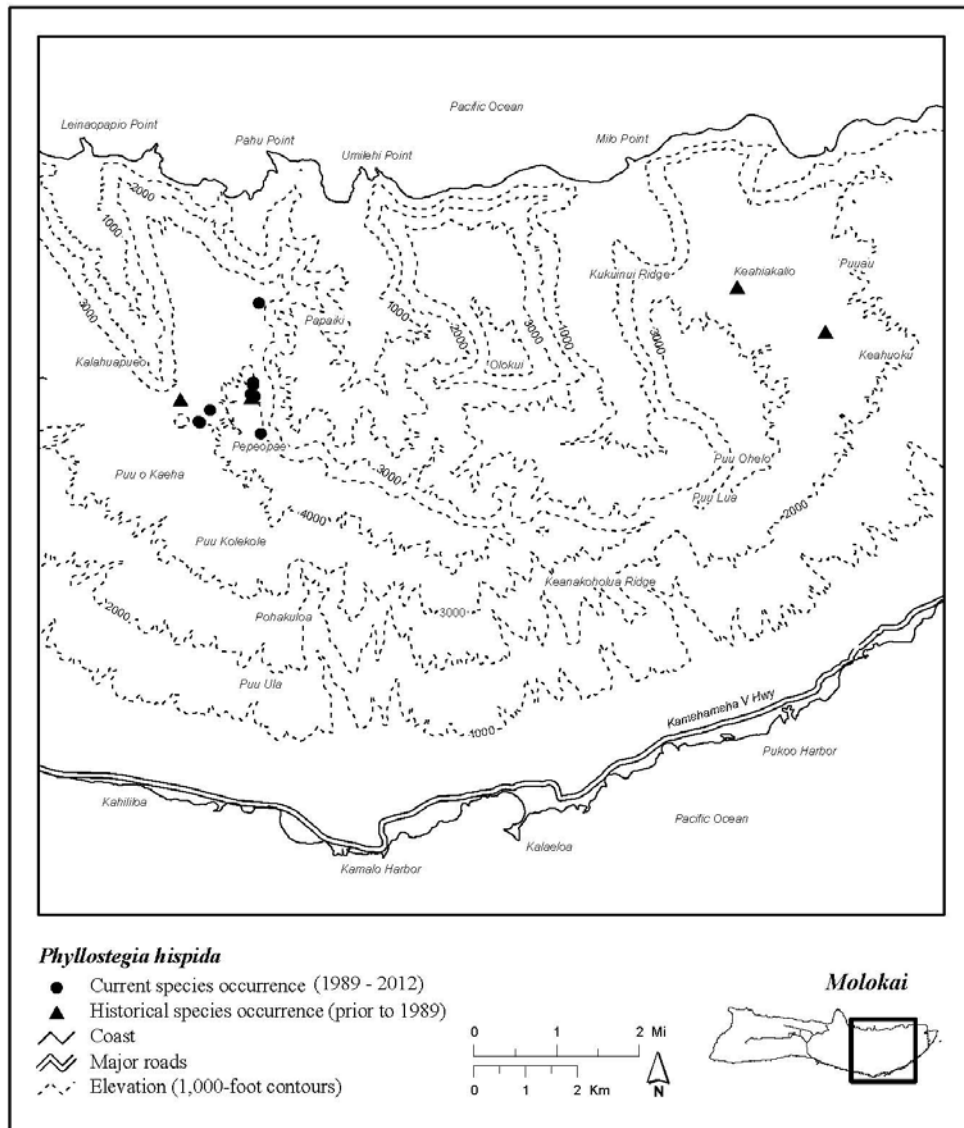 Pacific Ocean
Leinaopapio Point
Pahu Point
Milo Point
Umilehi Point
2000
1000
Kukuinui Ridge
Keahiakalio
Puuau
3000
1000
Papaiki
2000
3000
1000
3000
Kalahuapueo
Olokui
Keahuoku
Pepeopae
Puu Ohelo
Puu o Kaeha
3000
Puu Lua
4000
2000
Puu Kolekole
Keanakoholua Ridge
2000
Pohakuloa
3000
Puu Ula
1000
Kamehameha V Hwy
Pukoo Harbor
Kahiliba
Pacific Ocean
Kalaeloa
Kamalo Harbor
Phyllostegia hispida
Current species occurrence (1989 - 2012)
Historical species occurrence (prior to 1989)
Coast
Major roads
Elevation (1,000-foot contours)
0 1 2 Mi
0 1 2 Km
N
Molokai